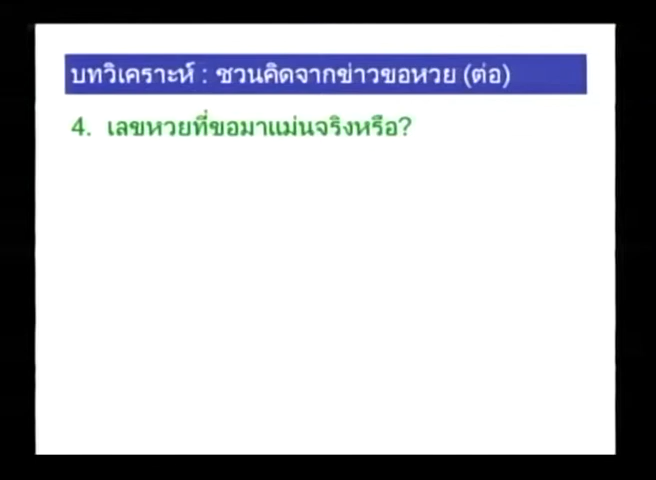 บทวิเคราะห์ : ชวนคิดจากข่าวขอหวย (ต่อ)
4. เลขหวยที่ขอมาแม่นจริงหรือ?